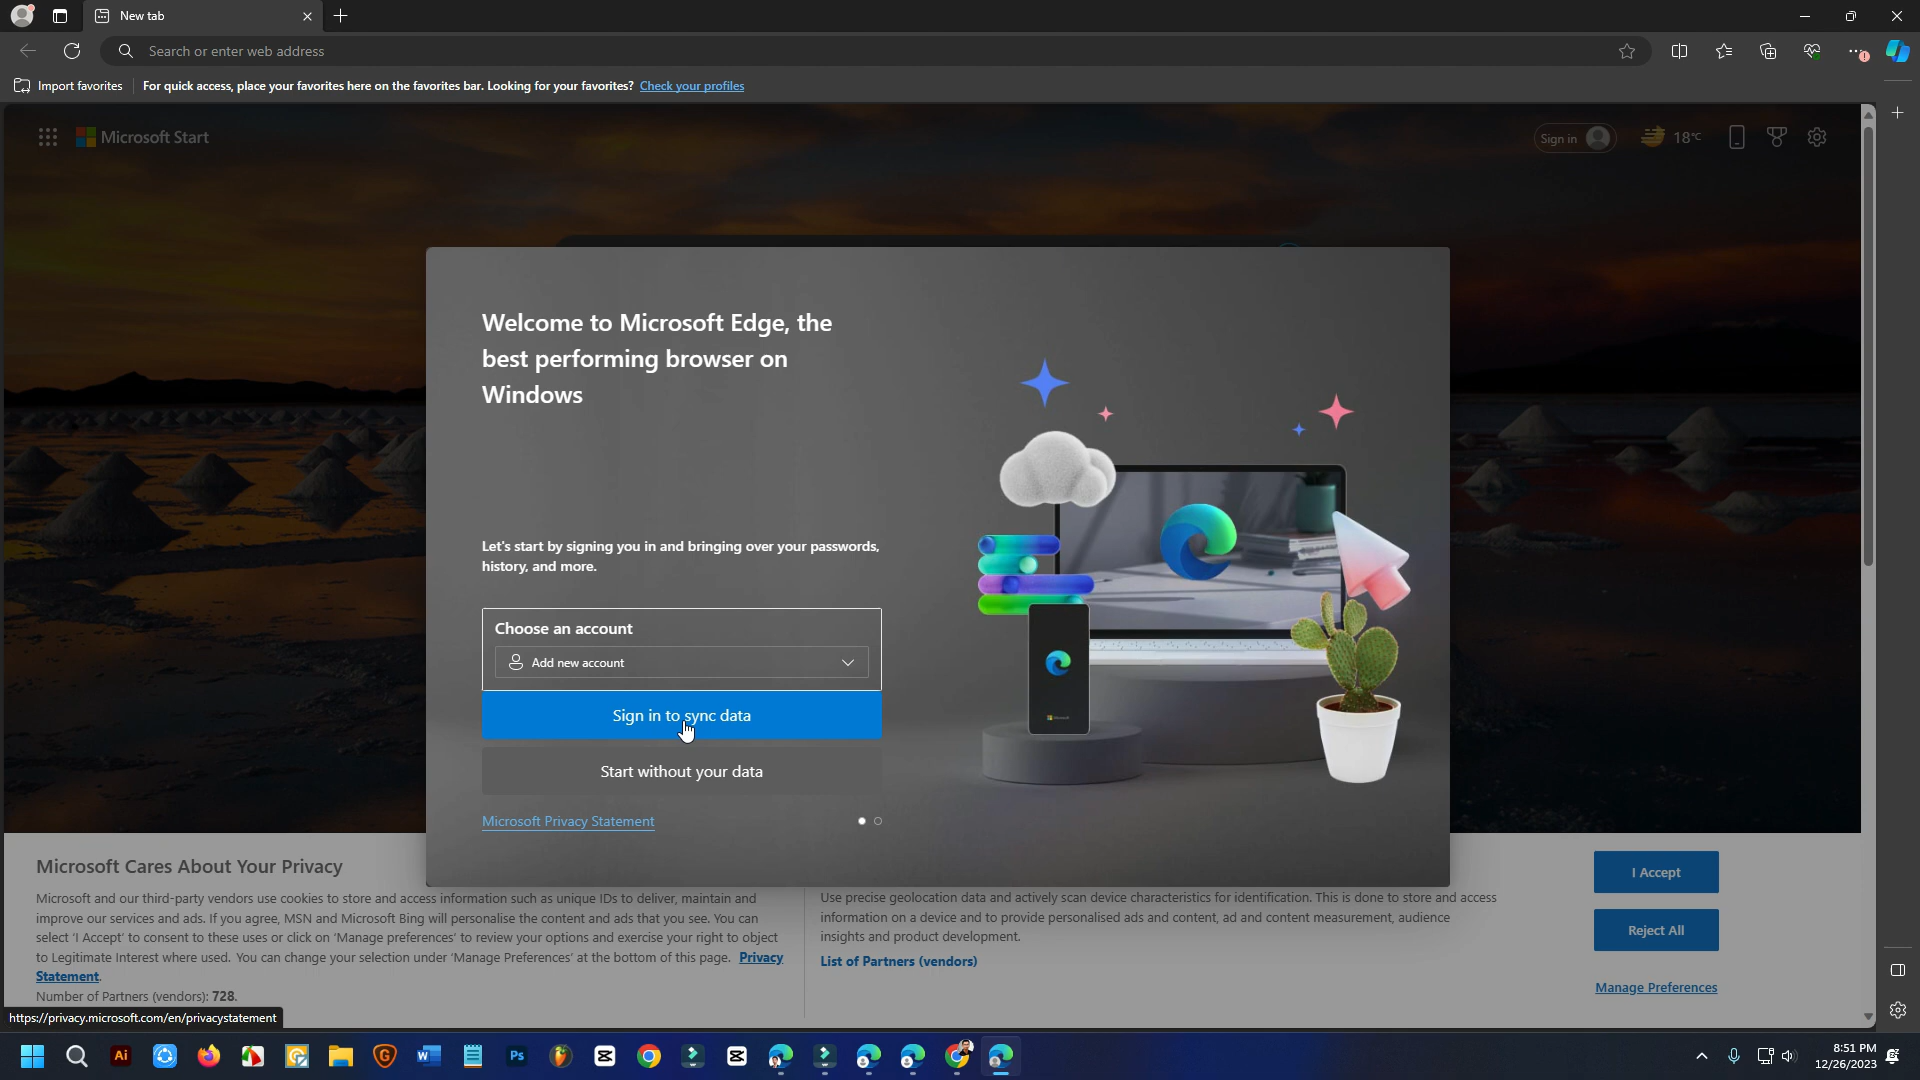 New tab
Search or enter web address
Import favorites
For quick access, place your favorites here on the favorites bar. Looking for your favorites? Check your profiles
Microsoft Start
Sign in
18°C
Welcome to Microsoft Edge, the
best performing browser on
Windows
Let's start by signing you in and bringing over your passwords,
history, and more.
Choose an account
Add new account
Sign in to sync data
Start without your data
Microsoft Privacy Statement
Microsoft Cares About Your Privacy
Microsoft and our third-party vendors use cookies to store and access information such as unique IDs to deliver, maintain and
improve our services and ads. If you agree, MSN and Microsoft Bing will personalise the content and ads that you see. You can
select 'I Accept' to consent to these uses or click on 'Manage preferences' to review your options and exercise your right to object
to Legitimate Interest where used. You can change your selection under 'Manage Preferences' at the bottom of this page. Privacy
Statement.
Number of Partners (vendors): 728.
Use precise geolocation data and actively scan device characteristics for identification. This is done to store and access
information on a device and to provide personalised ads and content, ad and content measurement, audience
insights and product development.
List of Partners (vendors)
I Accept
Reject All
Manage Preferences
https://privacy.microsoft.com/en/privacystatement
Ai
Ps
8:51 PM
12/26/2023